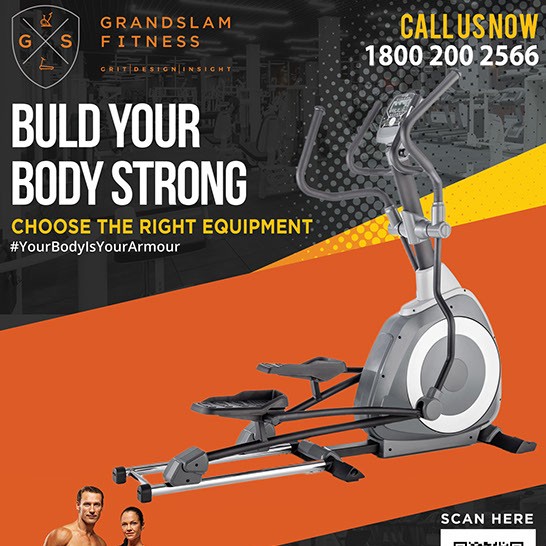 G S
GRANDSLAM
FITNESS
GRIT|DESIGN|INSIGHT
CALL US NOW
1800 200 2566
BULD YOUR
BODY STRONG
CHOOSE THE RIGHT EQUIPMENT
#YourBodyIsYourArmour
SCAN HERE